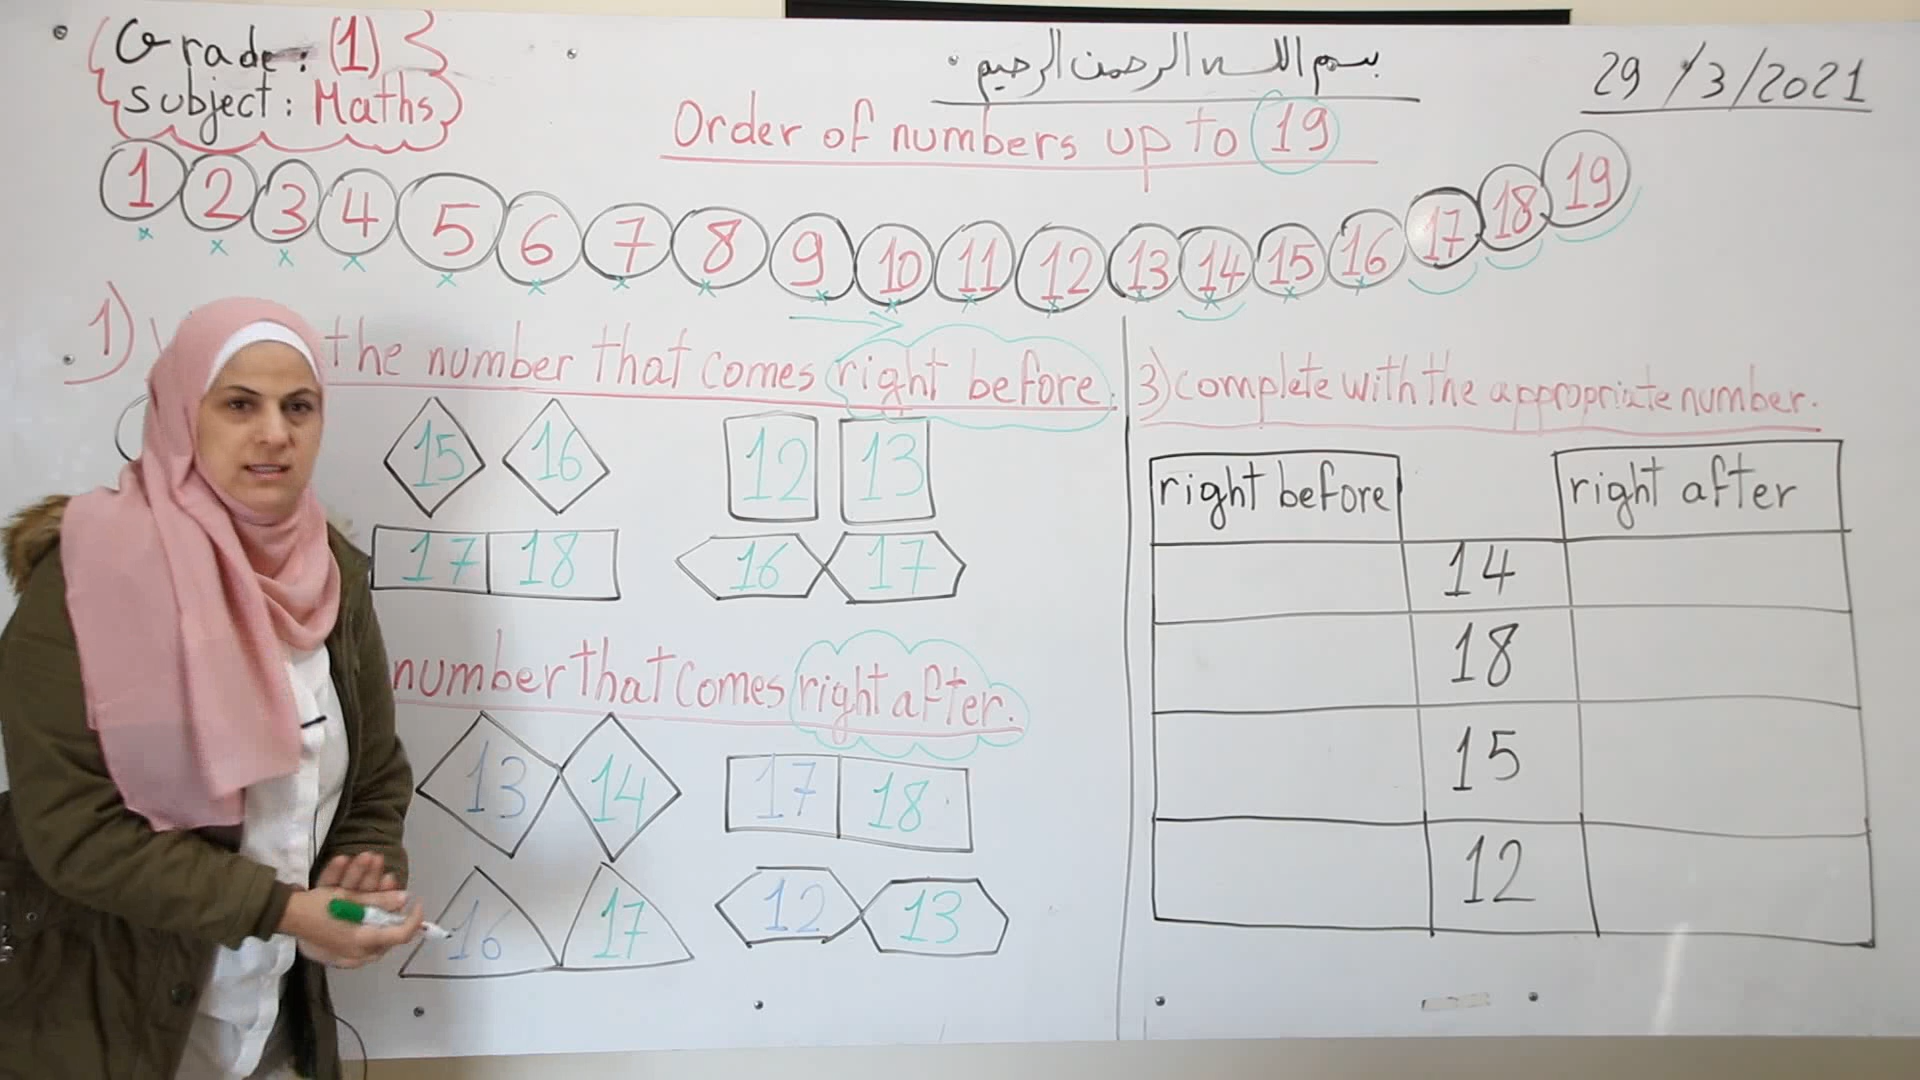 Grade: (1)
subject: Maths
بسم الله الرحمن الرحيم
29/3/2021
Order of numbers up to 19
1 2 3 4 5 6 7 8 9 10 11 12 13 14 15 16 17 18 19
1) the number that comes right before.
15 16 12 13
17 18 16 17
number that comes right after.
13 14 17 18
16 17 12 13
3) complete with the appropriate number.
right before right after
14
18
15
12